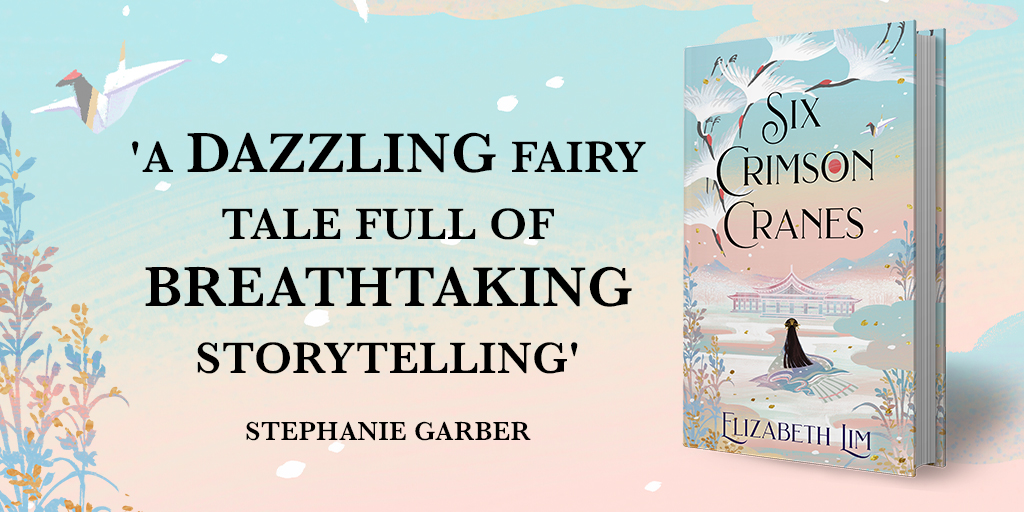 'A DAZZLING FAIRY
TALE FULL OF
BREATHTAKING
STORYTELLING'
STEPHANIE GARBER
SIX
CRIMSON
CRANES
ELIZABETH LIM